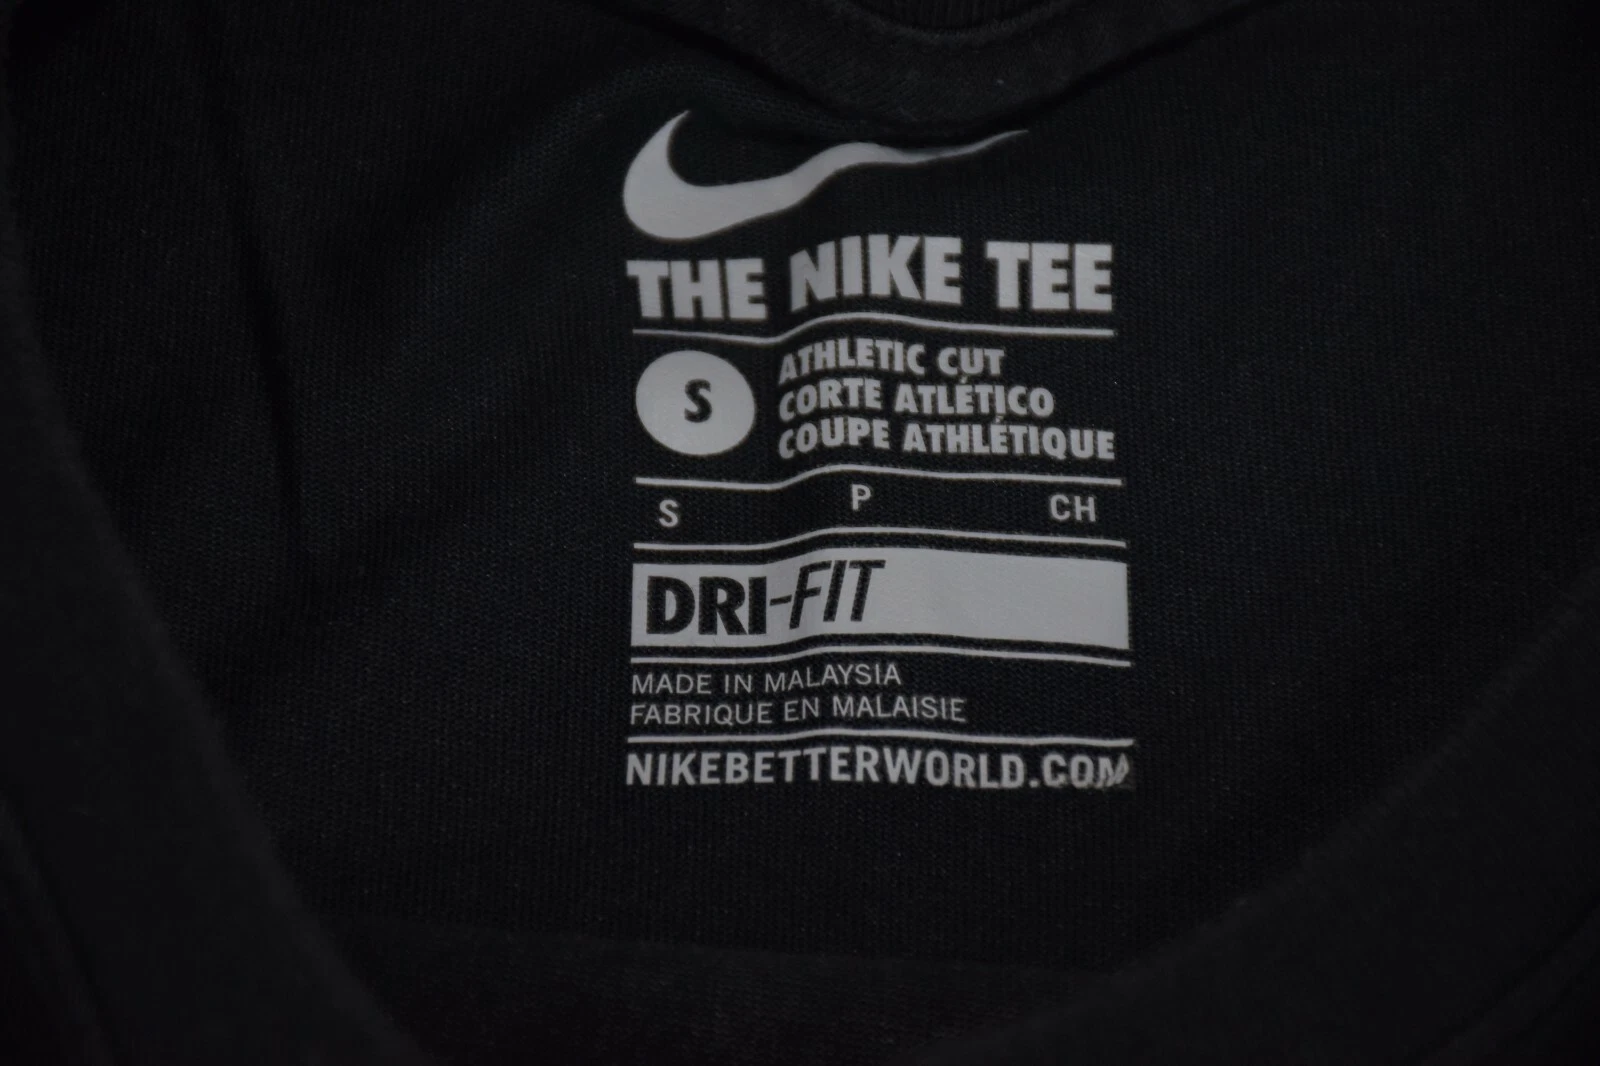 THE NIKE TEE
S
ATHLETIC CUT
CORTE ATLÉTICO
COUPE ATHLÉTIQUE
S P CH
DRI-FIT
MADE IN MALAYSIA
FABRIQUE EN MALAISIE
NIKEBETTERWORLD.COM